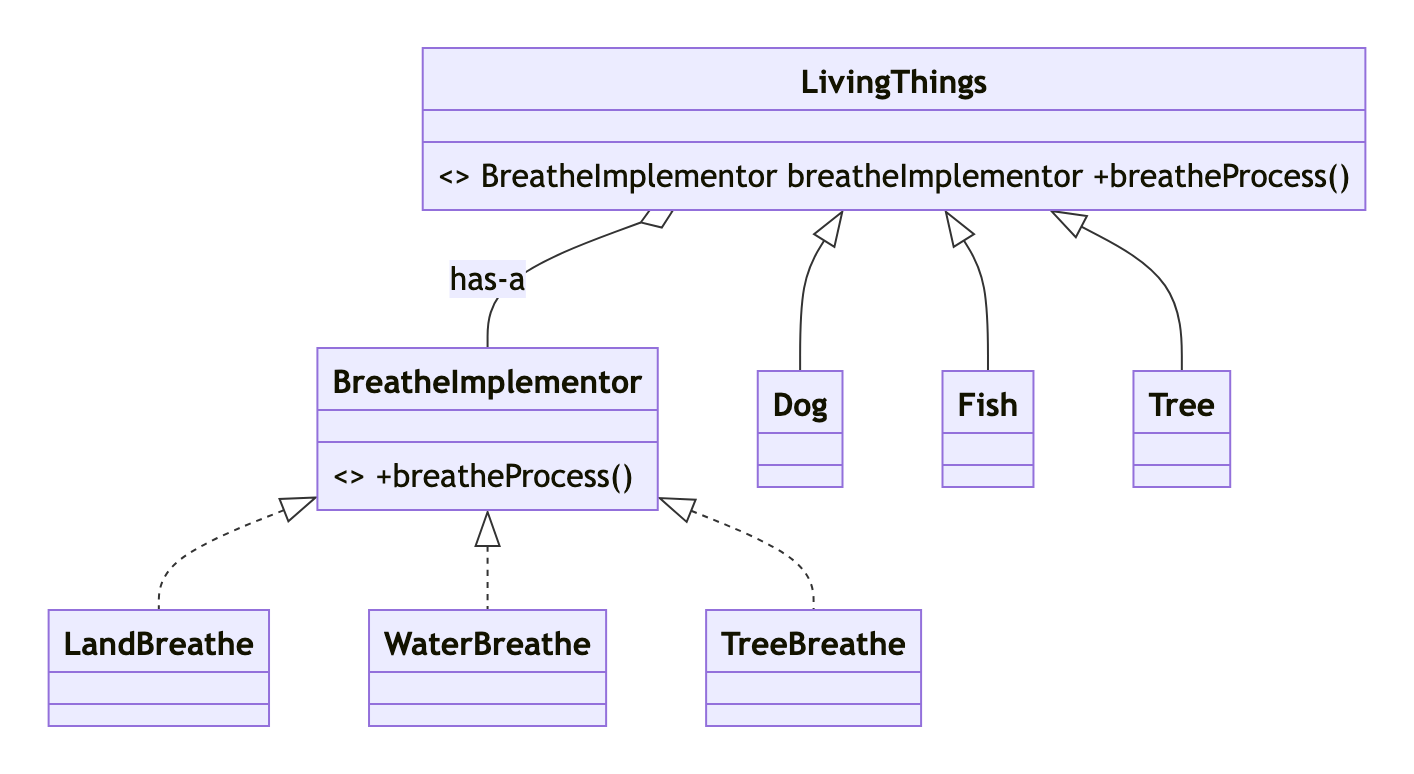 LivingThings
<> BreatheImplementor breatheImplementor +breatheProcess()
has-a
BreatheImplementor
<> +breatheProcess()
Dog
Fish
Tree
LandBreathe
WaterBreathe
TreeBreathe